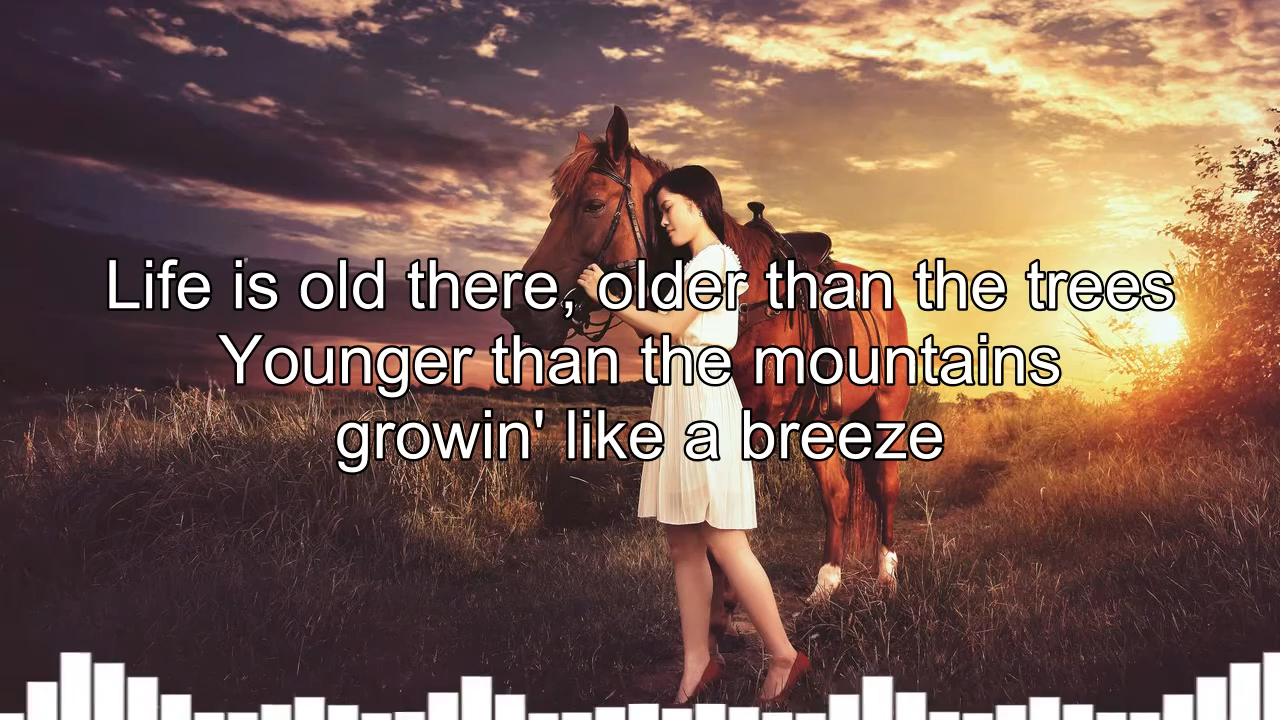 Life is old there, older than the trees
Younger than the mountains
growin' like a breeze